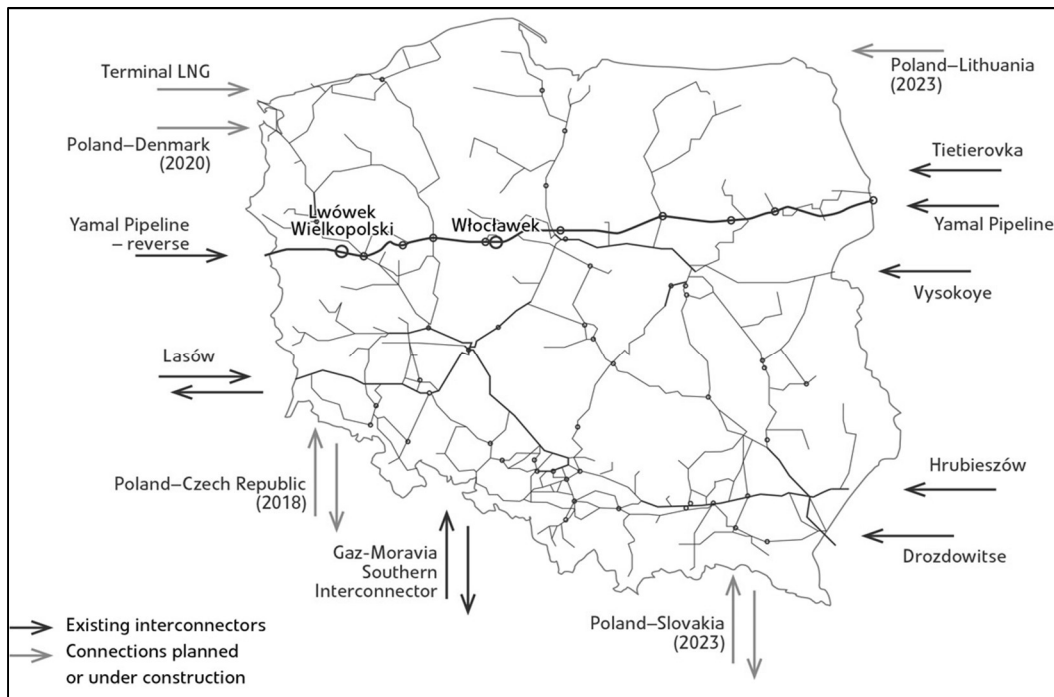 Terminal LNG
Poland–Denmark
(2020)
Yamal Pipeline
– reverse
Lasów
Poland–Czech Republic
(2018)
Gaz-Moravia
Southern
Interconnector
Poland–Slovakia
(2023)
Lwówek
Wielkopolski
Włocławek
Poland–Lithuania
(2023)
Tietierovka
Yamal Pipeline
Vysokoye
Hrubieszów
Drozdowitse
Existing interconnectors
Connections planned
or under construction